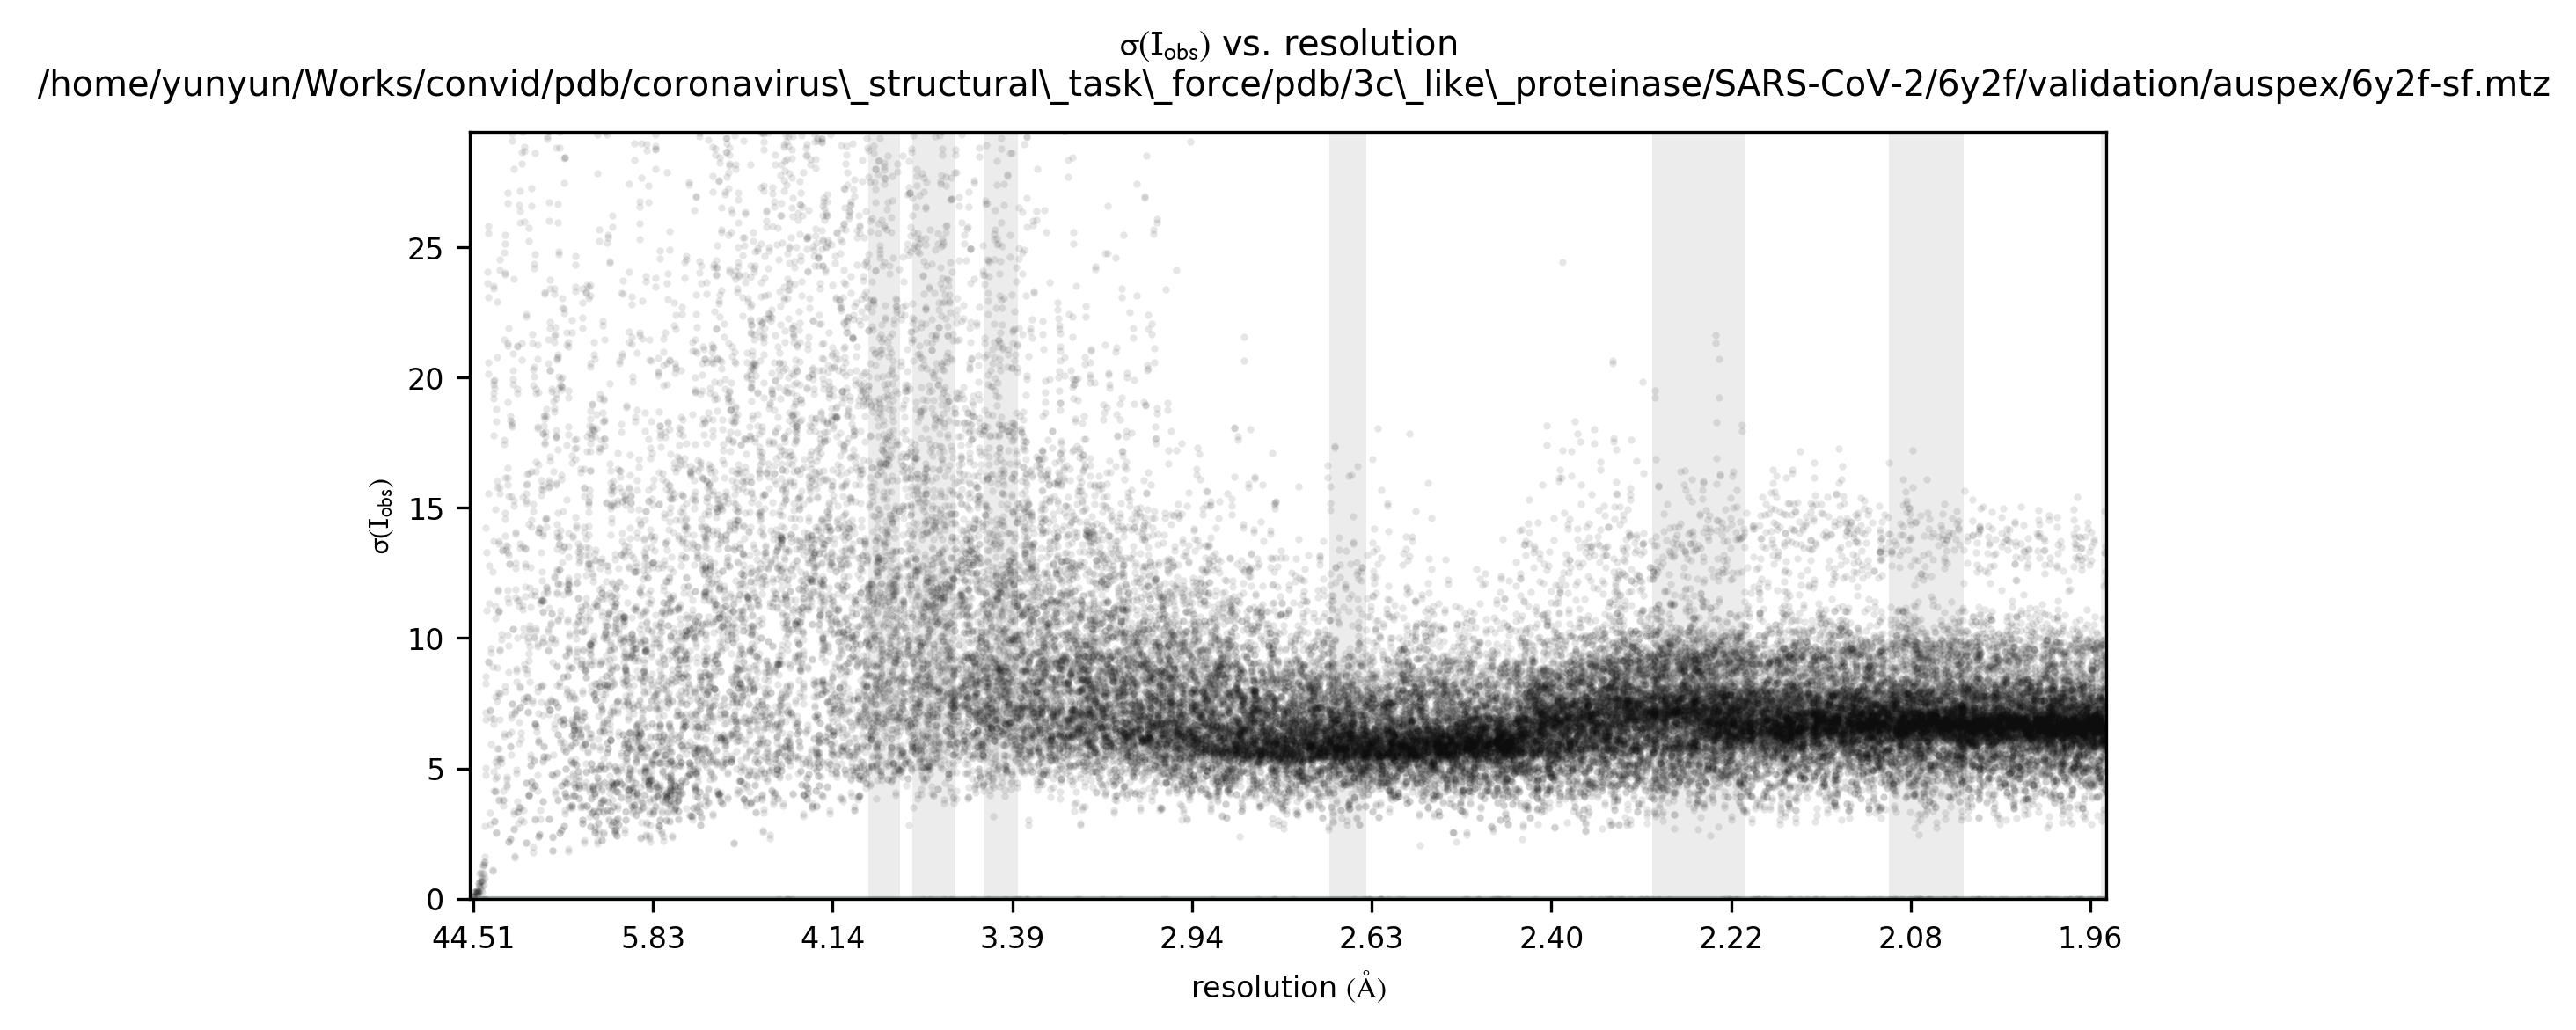 σ(I_obs) vs. resolution
/home/yunyun/Works/convid/pdb/coronavirus\_structural\_task\_force/pdb/3c\_like\_proteinase/SARS-CoV-2/6y2f/validation/auspex/6y2f-sf.mtz
σ(I_obs)
25
20
15
10
5
0
44.51 5.83 4.14 3.39 2.94 2.63 2.40 2.22 2.08 1.96
resolution (Å)